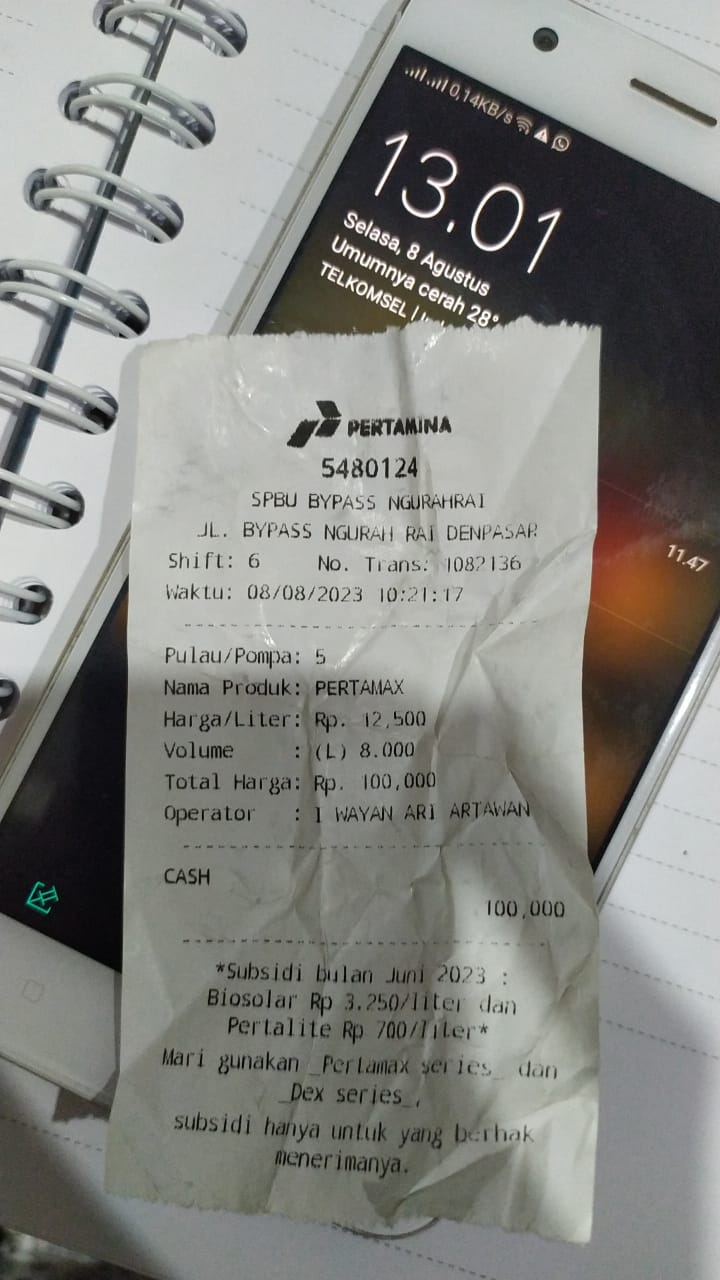 0,14KB/s
13.01
Selasa, 8 Agustus
Umumnya cerah 28°
TELKOMSEL |
11.47
PERTAMINA
5480124
SPBU BYPASS NGURAHRAI
JL. BYPASS NGURAH RAI DENPASAR
Shift: 6 No. Trans: 1082136
Waktu: 08/08/2023 10:21:17
Pulau/Pompa: 5
Nama Produk: PERTAMAX
Harga/Liter: Rp. 12,500
Volume : (L) 8.000
Total Harga: Rp. 100,000
Operator : I WAYAN ARI ARTAWAN
CASH
100,000
*Subsidi bulan Juni 2023 :
Biosolar Rp 3.250/liter dan
Pertalite Rp 700/liter*
Mari gunakan _Pertamax series_ dan
_Dex series_,
subsidi hanya untuk yang berhak
menerimanya.